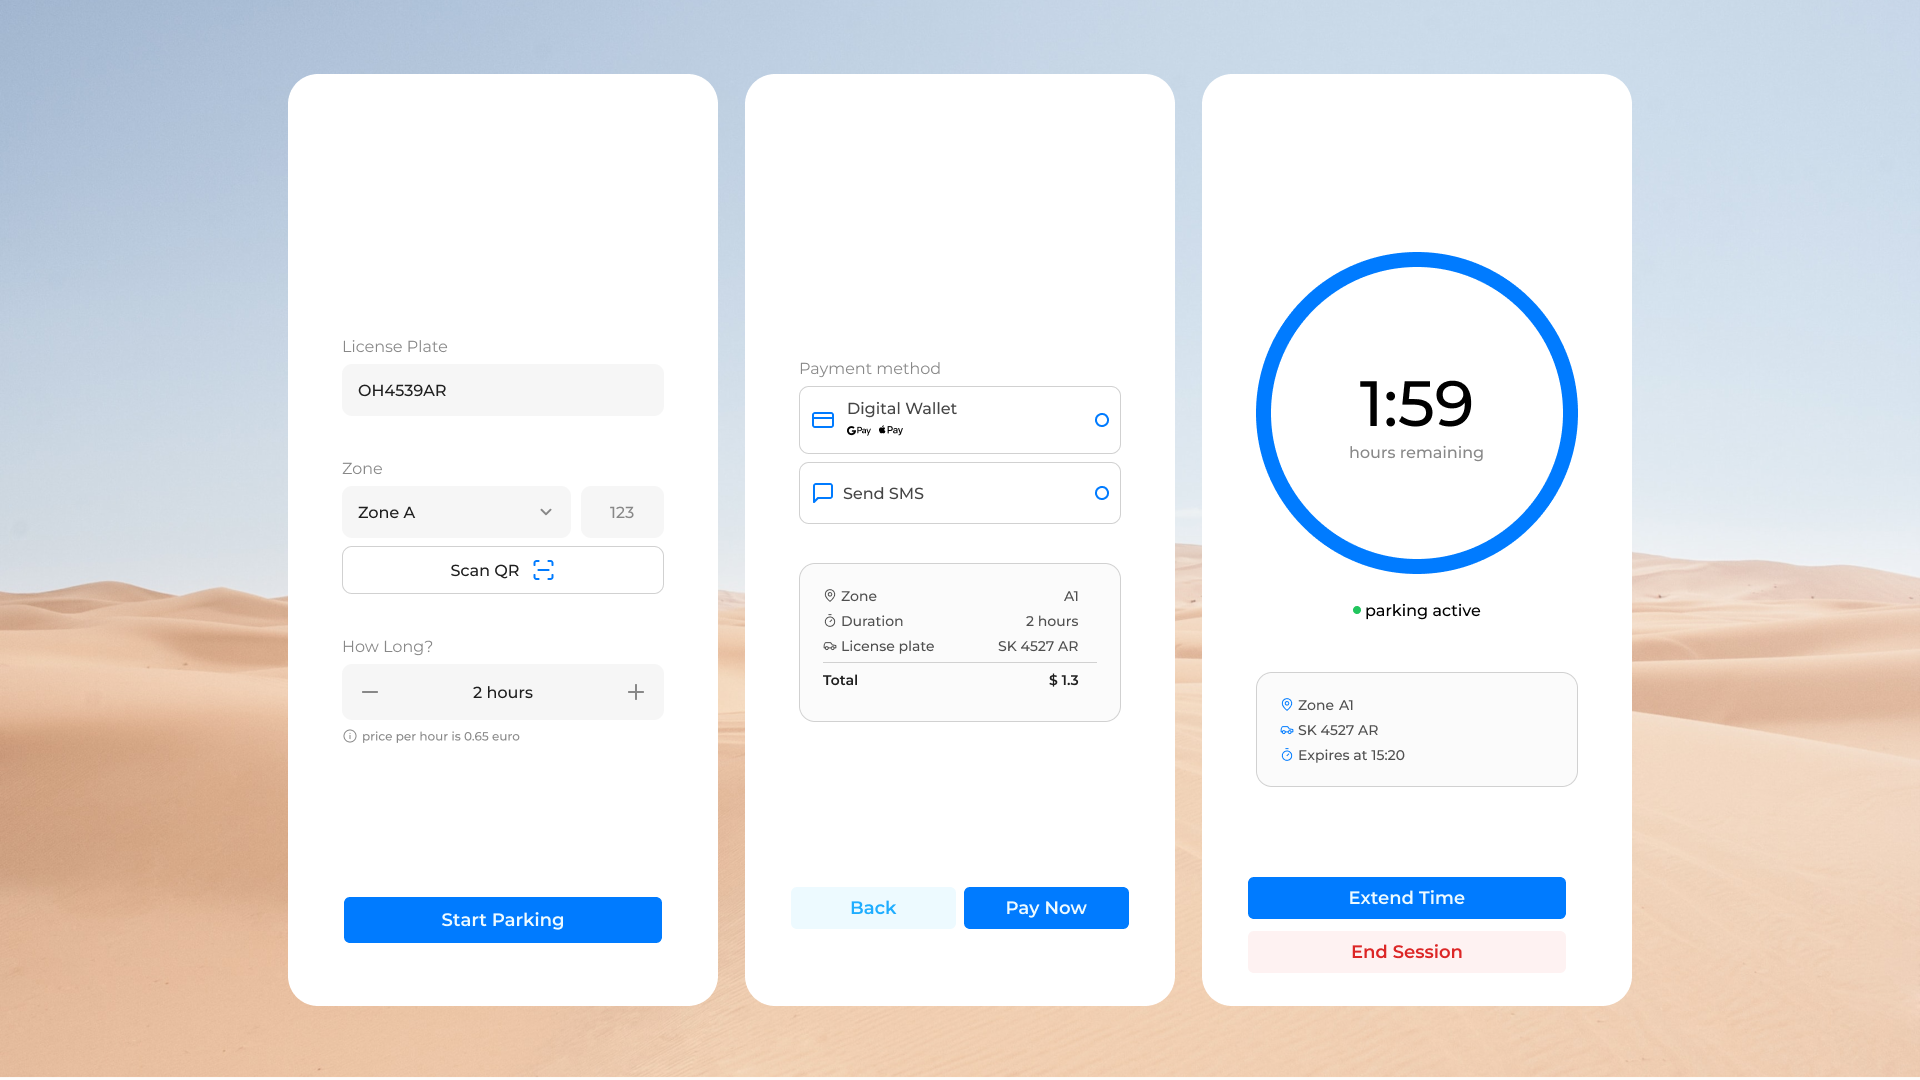 License Plate
OH4539AR
Zone
Zone A
123
Scan QR
How Long?
2 hours
price per hour is 0.65 euro
Start Parking
Payment method
Digital Wallet
G Pay Pay
Send SMS
Zone A1
Duration 2 hours
License plate SK 4527 AR
Total $ 1.3
Back
Pay Now
1:59
hours remaining
parking active
Zone A1
SK 4527 AR
Expires at 15:20
Extend Time
End Session